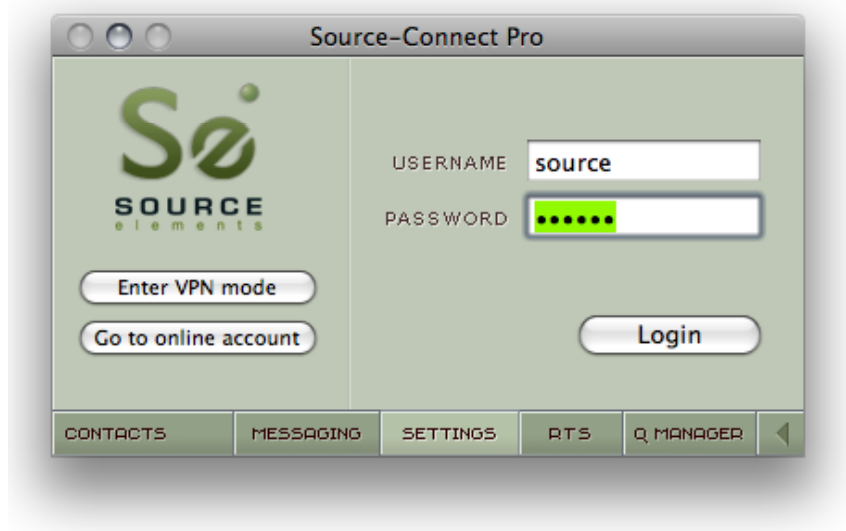 Source-Connect Pro
Se
SOURCE
elements
USERNAME source
PASSWORD ••••••
Enter VPN mode
Go to online account
Login
CONTACTS MESSAGING SETTINGS RTS Q MANAGER